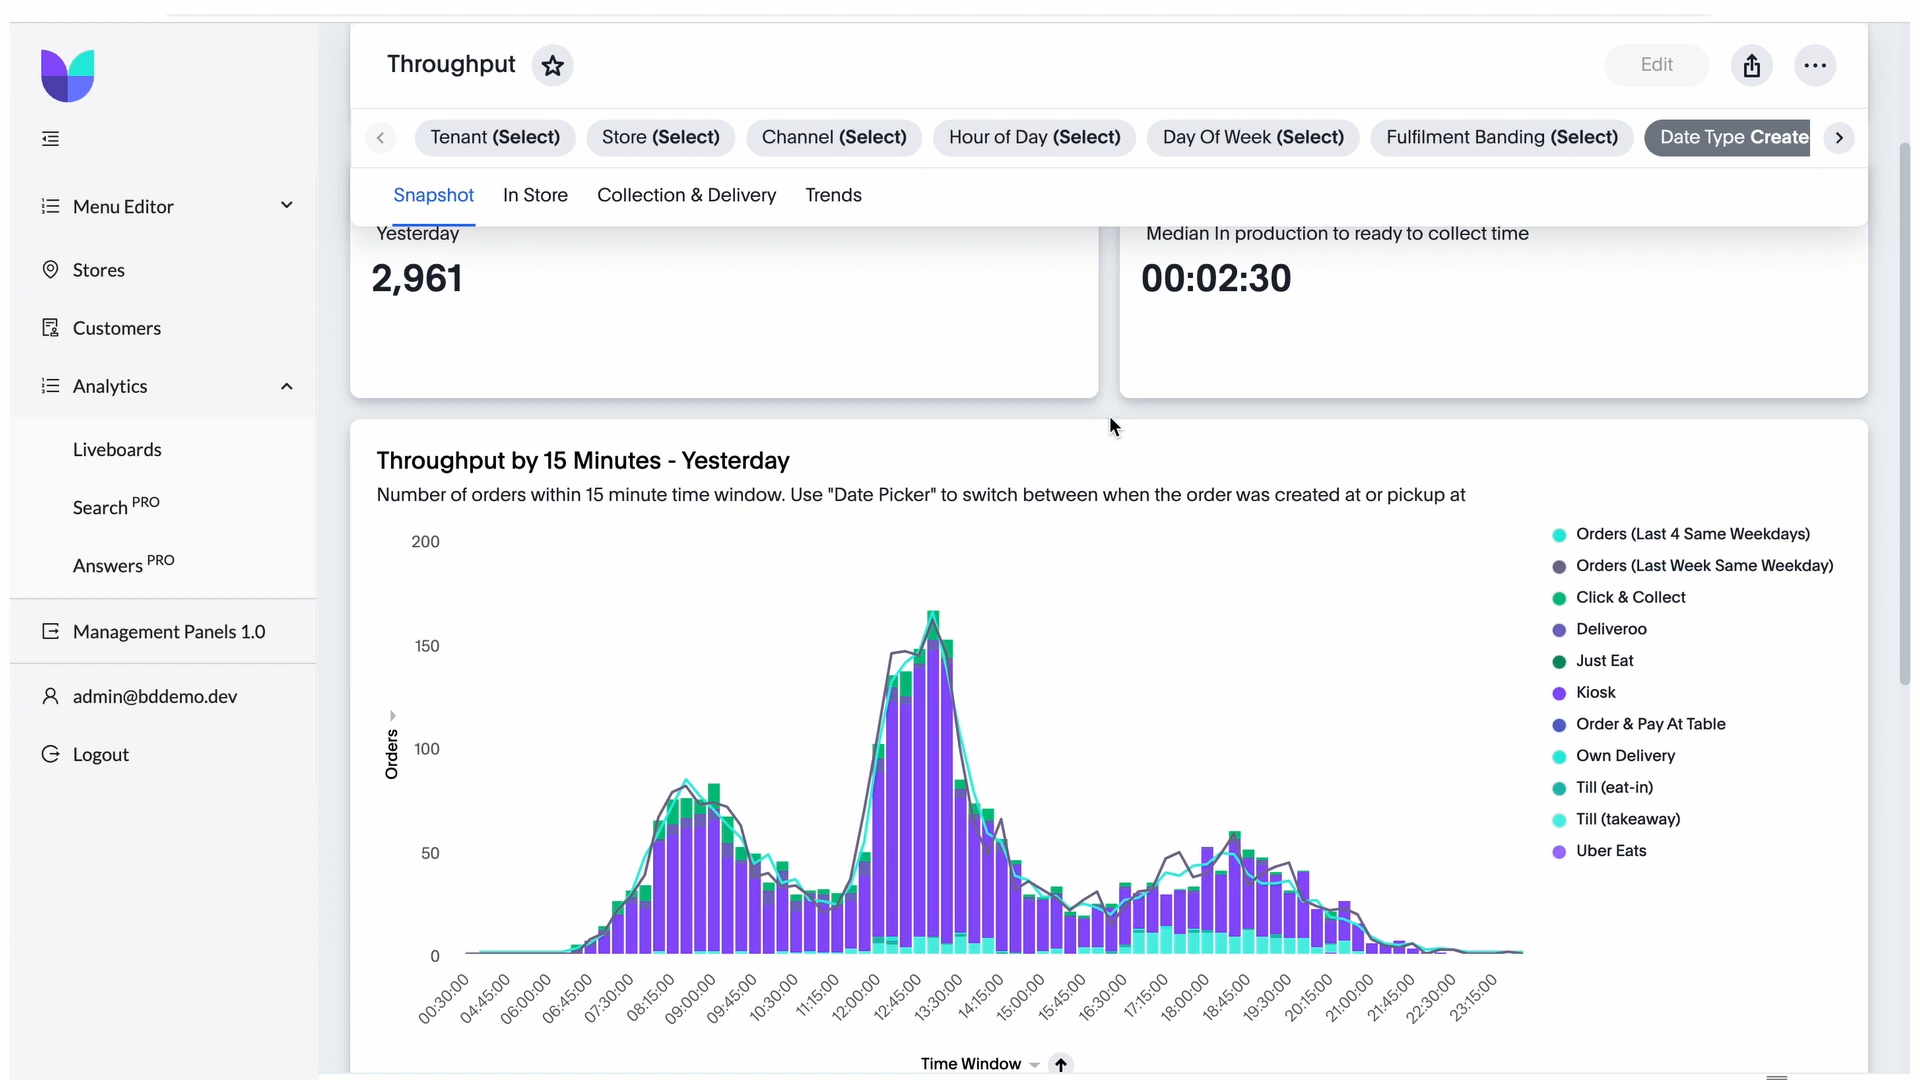 Throughput
Edit
Tenant (Select)
Store (Select)
Channel (Select)
Hour of Day (Select)
Day Of Week (Select)
Fulfilment Banding (Select)
Date Type Create
Snapshot
In Store
Collection & Delivery
Trends
Menu Editor
Stores
Customers
Analytics
Liveboards
Search PRO
Answers PRO
Management Panels 1.0
admin@bddemo.dev
Logout
Yesterday
2,961
Median In production to ready to collect time
00:02:30
Throughput by 15 Minutes - Yesterday
Number of orders within 15 minute time window. Use "Date Picker" to switch between when the order was created at or pickup at
Orders
200
150
100
50
0
00:30:00
04:45:00
06:00:00
06:45:00
07:30:00
08:15:00
09:00:00
09:45:00
10:30:00
11:15:00
12:00:00
12:45:00
13:30:00
14:15:00
15:00:00
15:45:00
16:30:00
17:15:00
18:00:00
18:45:00
19:30:00
20:15:00
21:00:00
21:45:00
22:30:00
23:15:00
Time Window
Orders (Last 4 Same Weekdays)
Orders (Last Week Same Weekday)
Click & Collect
Deliveroo
Just Eat
Kiosk
Order & Pay At Table
Own Delivery
Till (eat-in)
Till (takeaway)
Uber Eats